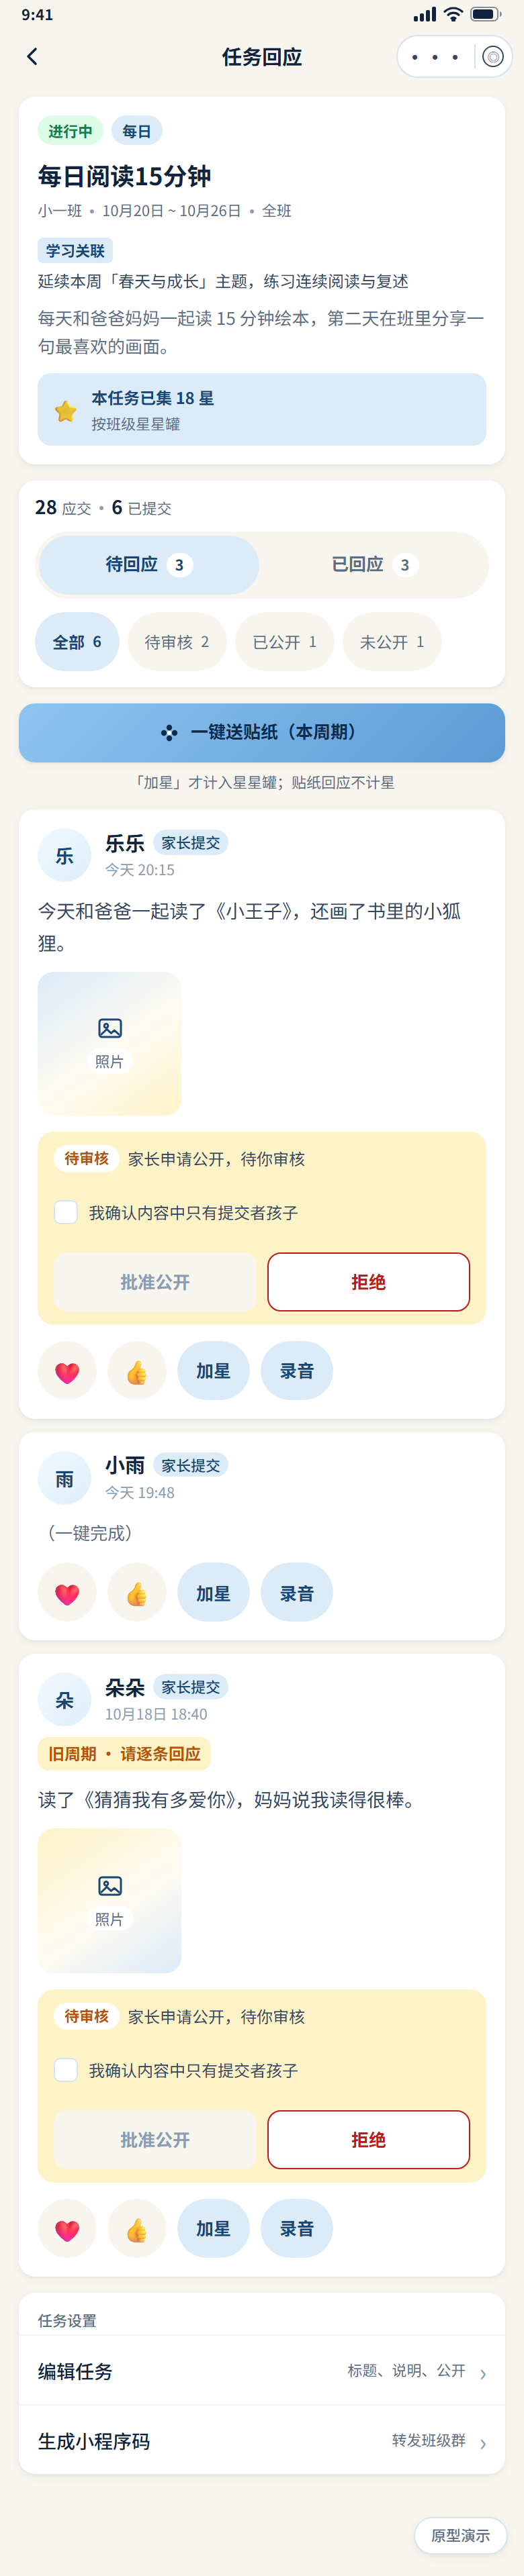 9:41
任务回应
进行中 每日
每日阅读15分钟
小一班 • 10月20日 ~ 10月26日 • 全班
学习关联
延续本周「春天与成长」主题，练习连续阅读与复述
每天和爸爸妈妈一起读 15 分钟绘本，第二天在班里分享一
句最喜欢的画面。
本任务已集 18 星
按班级星星罐
28 应交 • 6 已提交
待回应 3 已回应 3
全部 6 待审核 2 已公开 1 未公开 1
一键送贴纸（本周期）
「加星」才计入星星罐；贴纸回应不计星
乐 乐乐 家长提交
今天 20:15
今天和爸爸一起读了《小王子》，还画了书里的小狐
狸。
照片
待审核 家长申请公开，待你审核
我确认内容中只有提交者孩子
批准公开 拒绝
加星 录音
雨 小雨 家长提交
今天 19:48
（一键完成）
加星 录音
朵 朵朵 家长提交
10月18日 18:40
旧周期 • 请逐条回应
读了《猜猜我有多爱你》，妈妈说我读得很棒。
照片
待审核 家长申请公开，待你审核
我确认内容中只有提交者孩子
批准公开 拒绝
加星 录音
任务设置
编辑任务 标题、说明、公开 ›
生成小程序码 转发班级群 ›
原型演示